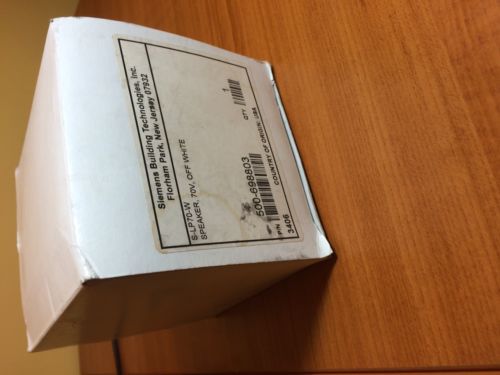 Siemens Building Technologies, Inc.
Florham Park, New Jersey 07932
S-LP70-W
SPEAKER, 70V, OFF WHITE
QTY 1
P/N 500-698803
3406 COUNTRY OF ORIGIN: USA